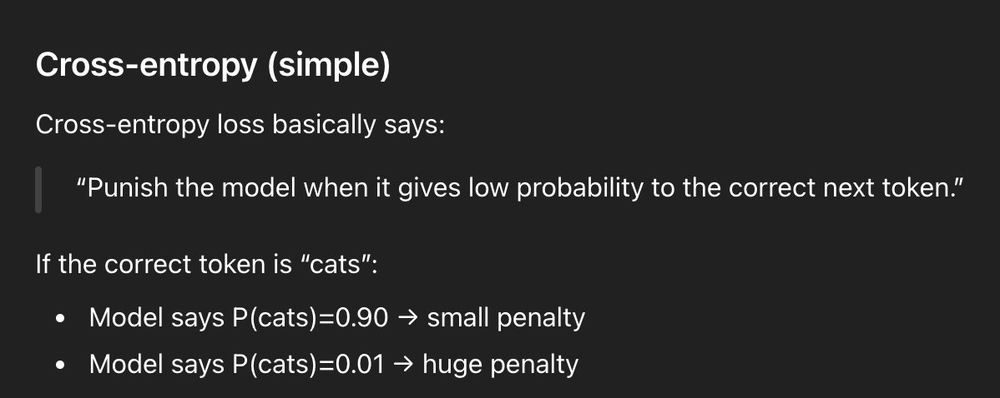 Cross-entropy (simple)
Cross-entropy loss basically says:
“Punish the model when it gives low probability to the correct next token.”
If the correct token is “cats”:
• Model says P(cats)=0.90 → small penalty
• Model says P(cats)=0.01 → huge penalty